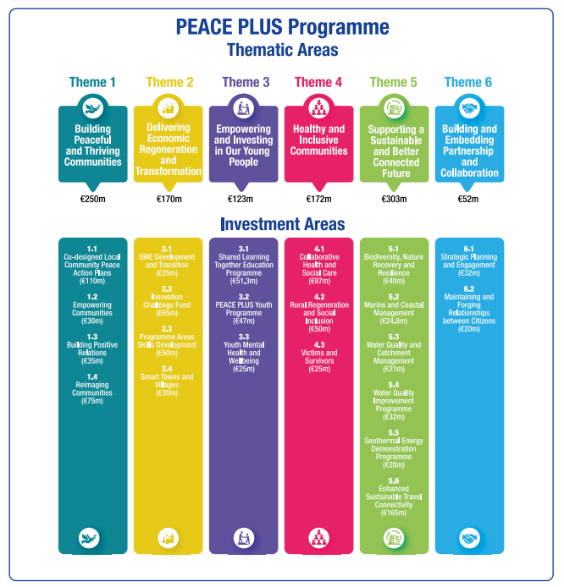 PEACE PLUS Programme
Thematic Areas
Theme 1
Building
Peaceful
and Thriving
Communities
€250m
Theme 2
Delivering
Economic
Regeneration
and
Transformation
€170m
Theme 3
Empowering
and Investing
in Our Young
People
€123m
Theme 4
Healthy and
Inclusive
Communities
€172m
Theme 5
Supporting a
Sustainable
and Better
Connected
Future
€303m
Theme 6
Building and
Embedding
Partnership
and
Collaboration
€52m
Investment Areas
1.1
Co-designed Local
Community Peace
Action Plans
(€110m)
1.2
Empowering
Communities
(€30m)
1.3
Building Positive
Relations
(€35m)
1.4
Reimaging
Communities
(€75m)
2.1
SME Development
and Transition
(€25m)
2.2
Innovation
Challenge Fund
(€65m)
2.3
Programme Areas
Skills Development
(€50m)
2.4
Smart Towns and
Villages
(€30m)
3.1
Shared Learning
Together Education
Programme
(€51,3m)
3.2
PEACE PLUS Youth
Programme
(€47m)
3.3
Youth Mental
Health and
Wellbeing
(€25m)
4.1
Collaborative
Health and
Social Care
(€97m)
4.2
Rural Regeneration
and Social
Inclusion
(€50m)
4.3
Victims and
Survivors
(€25m)
5.1
Biodiversity, Nature
Recovery and
Resilience
(€40m)
5.2
Marine and Coastal
Management
(€24,8m)
5.3
Water Quality and
Catchment
Management
(€21m)
5.4
Water Quality
Improvement
Programme
(€32m)
5.5
Geothermal Energy
Demonstration
Programme
(€20m)
5.6
Enhanced
Sustainable Travel
Connectivity
(€165m)
6.1
Strategic Planning
and Engagement
(€32m)
6.2
Maintaining and
Forging
Relationships
between Citizens
(€20m)